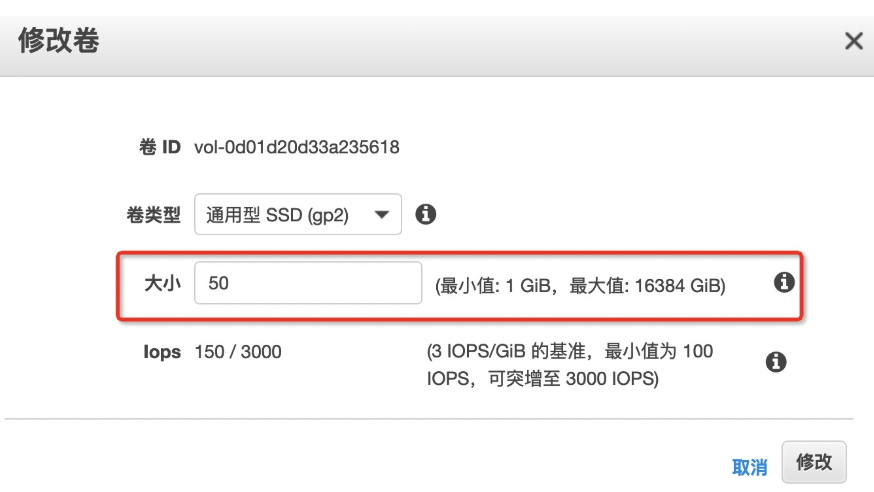 修改卷
卷 ID vol-0d01d20d33a235618
卷类型 通用型 SSD (gp2)
大小 50 (最小值: 1 GiB，最大值: 16384 GiB)
Iops 150 / 3000 (3 IOPS/GiB 的基准，最小值为 100
IOPS，可突增至 3000 IOPS)
取消 修改